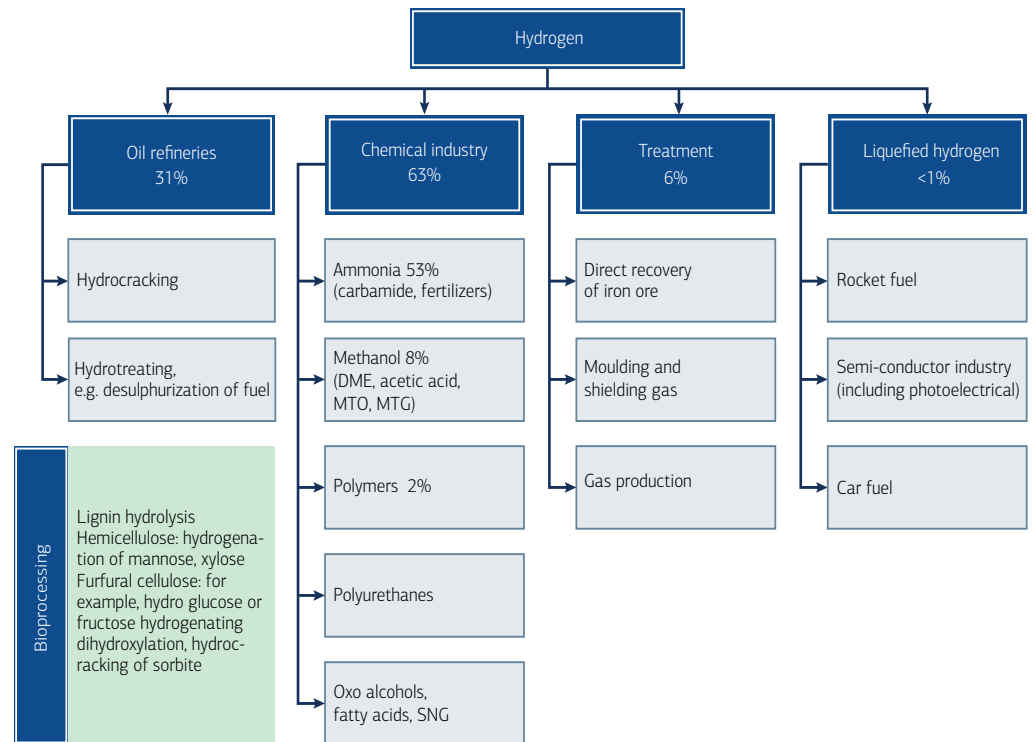 Hydrogen
Oil refineries
31%
Chemical industry
63%
Treatment
6%
Liquefied hydrogen
<1%
Hydrocracking
Hydrotreating,
e.g. desulphurization of fuel
Ammonia 53%
(carbamide, fertilizers)
Methanol 8%
(DME, acetic acid,
MTO, MTG)
Polymers 2%
Polyurethanes
Oxo alcohols,
fatty acids, SNG
Direct recovery
of iron ore
Moulding and
shielding gas
Gas production
Rocket fuel
Semi-conductor industry
(including photoelectrical)
Car fuel
Bioprocessing
Lignin hydrolysis
Hemicellulose: hydrogena-
tion of mannose, xylose
Furfural cellulose: for
example, hydro glucose or
fructose hydrogenating
dihydroxylation, hydroc-
racking of sorbite